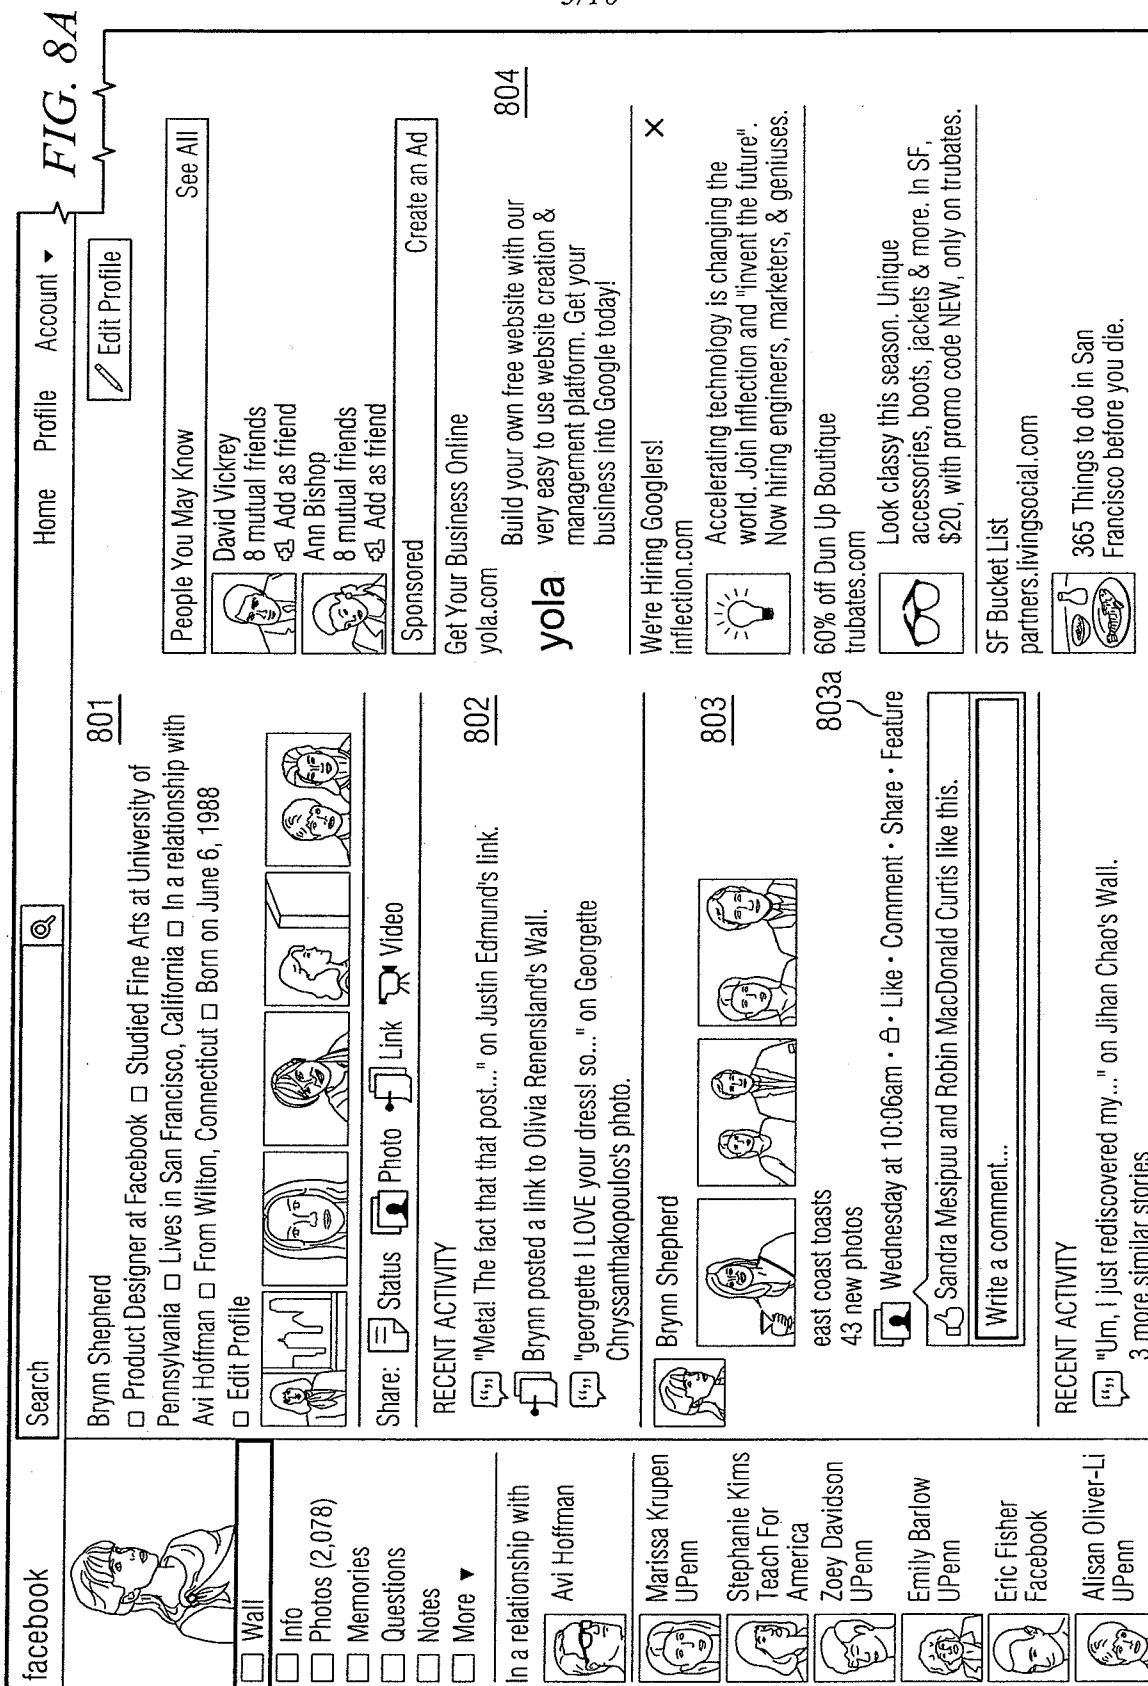 FIG. 8A
facebook
Search
Home Profile Account ▼
Wall
Info
Photos (2,078)
Memories
Questions
Notes
More ▼
In a relationship with
Avi Hoffman
Marissa Krupen
UPenn
Stephanie Kims
Teach For
America
Zoey Davidson
UPenn
Emily Barlow
UPenn
Eric Fisher
Facebook
Alisan Oliver-Li
UPenn
801
Brynn Shepherd
□ Product Designer at Facebook □ Studied Fine Arts at University of
Pennsylvania □ Lives in San Francisco, California □ In a relationship with
Avi Hoffman □ From Wilton, Connecticut □ Born on June 6, 1988
□ Edit Profile
Share: Status Photo Link Video
RECENT ACTIVITY
802
"Meta! The fact that that post..." on Justin Edmund's link.
Brynn posted a link to Olivia Renensland's Wall.
"georgette I LOVE your dress! so..." on Georgette
Chryssanthakopoulos's photo.
Brynn Shepherd
803
east coast toasts
43 new photos
803a
Wednesday at 10:06am • Like • Comment • Share • Feature
Sandra Mesipuu and Robin MacDonald Curtis like this.
Write a comment...
RECENT ACTIVITY
"Um, I just rediscovered my..." on Jihan Chao's Wall.
3 more similar stories
Edit Profile
People You May Know See All
David Vickrey
8 mutual friends
Add as friend
Ann Bishop
8 mutual friends
Add as friend
Sponsored Create an Ad
804
Get Your Business Online
yola.com
yola
Build your own free website with our
very easy to use website creation &
management platform. Get your
business into Google today!
We're Hiring Googlers! X
inflection.com
Accelerating technology is changing the
world. Join Inflection and "invent the future".
Now hiring engineers, marketers, & geniuses.
60% off Dun Up Boutique
trubates.com
Look classy this season. Unique
accessories, boots, jackets & more. In SF,
$20, with promo code NEW, only on trubates.
SF Bucket List
partners.livingsocial.com
365 Things to do in San
Francisco before you die.